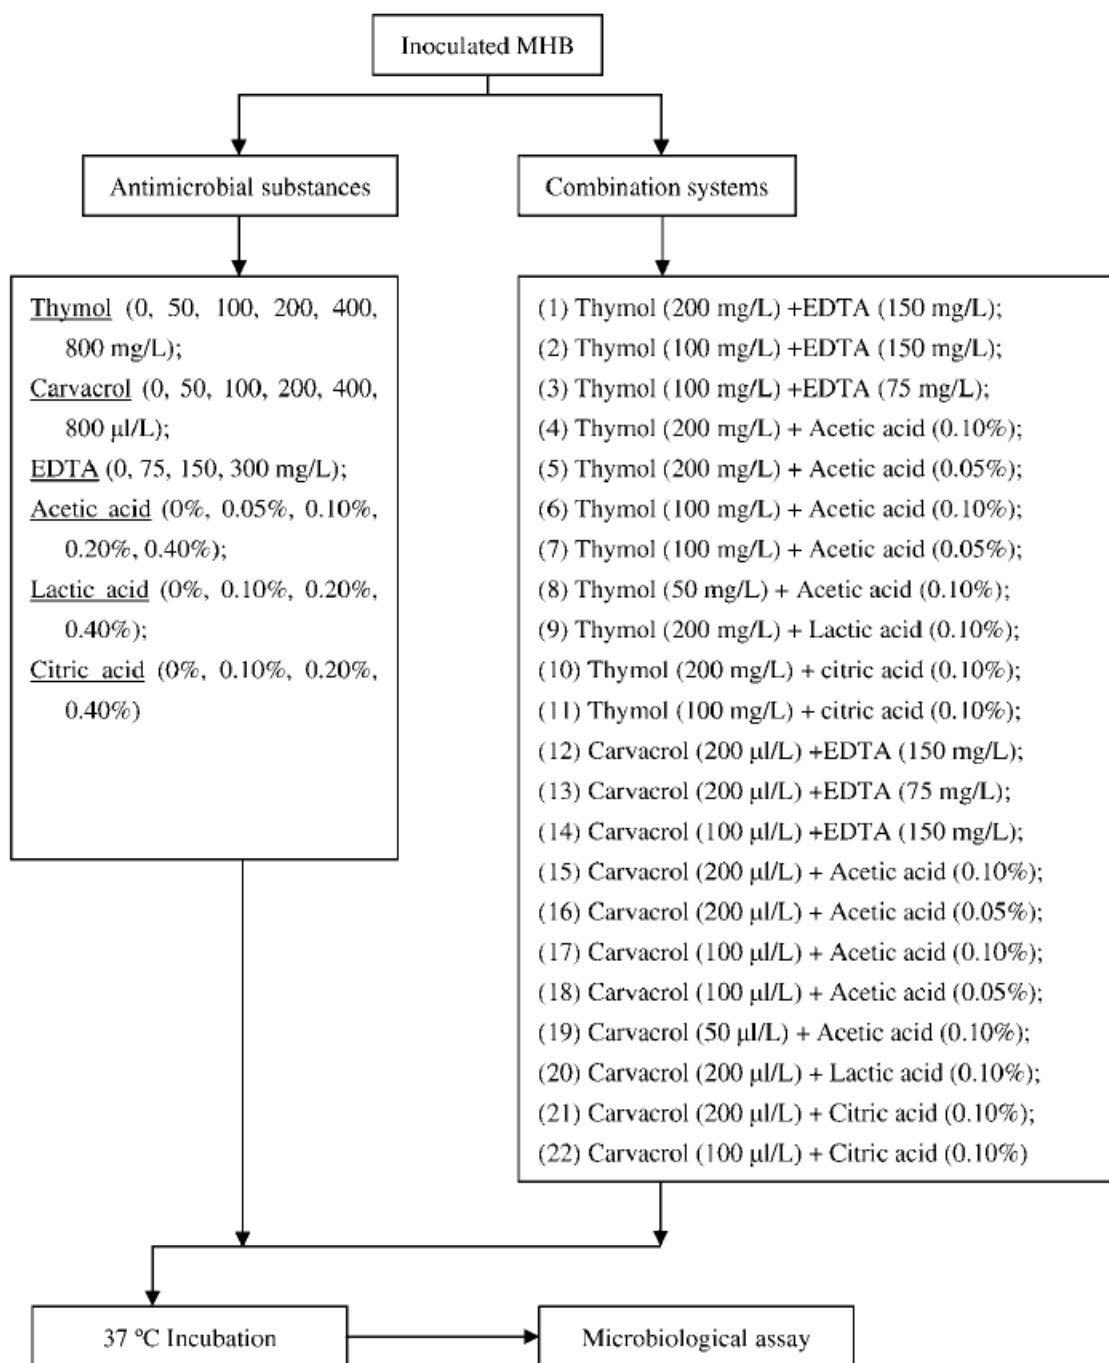 Inoculated MHB
Antimicrobial substances
Combination systems
Thymol (0, 50, 100, 200, 400,
800 mg/L);
Carvacrol (0, 50, 100, 200, 400,
800 μl/L);
EDTA (0, 75, 150, 300 mg/L);
Acetic acid (0%, 0.05%, 0.10%,
0.20%, 0.40%);
Lactic acid (0%, 0.10%, 0.20%,
0.40%);
Citric acid (0%, 0.10%, 0.20%,
0.40%)
(1) Thymol (200 mg/L) +EDTA (150 mg/L);
(2) Thymol (100 mg/L) +EDTA (150 mg/L);
(3) Thymol (100 mg/L) +EDTA (75 mg/L);
(4) Thymol (200 mg/L) + Acetic acid (0.10%);
(5) Thymol (200 mg/L) + Acetic acid (0.05%);
(6) Thymol (100 mg/L) + Acetic acid (0.10%);
(7) Thymol (100 mg/L) + Acetic acid (0.05%);
(8) Thymol (50 mg/L) + Acetic acid (0.10%);
(9) Thymol (200 mg/L) + Lactic acid (0.10%);
(10) Thymol (200 mg/L) + citric acid (0.10%);
(11) Thymol (100 mg/L) + citric acid (0.10%);
(12) Carvacrol (200 μl/L) +EDTA (150 mg/L);
(13) Carvacrol (200 μl/L) +EDTA (75 mg/L);
(14) Carvacrol (100 μl/L) +EDTA (150 mg/L);
(15) Carvacrol (200 μl/L) + Acetic acid (0.10%);
(16) Carvacrol (200 μl/L) + Acetic acid (0.05%);
(17) Carvacrol (100 μl/L) + Acetic acid (0.10%);
(18) Carvacrol (100 μl/L) + Acetic acid (0.05%);
(19) Carvacrol (50 μl/L) + Acetic acid (0.10%);
(20) Carvacrol (200 μl/L) + Lactic acid (0.10%);
(21) Carvacrol (200 μl/L) + Citric acid (0.10%);
(22) Carvacrol (100 μl/L) + Citric acid (0.10%)
37 ºC Incubation
Microbiological assay